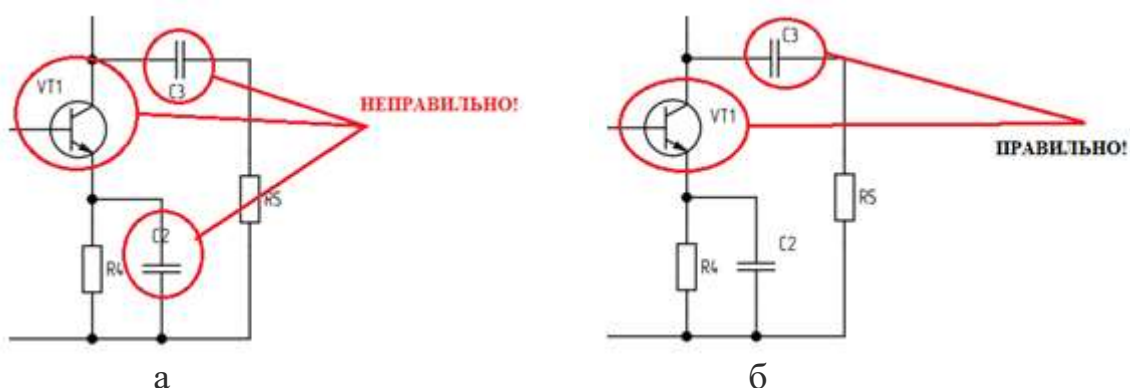 VT1
C3
НЕПРАВИЛЬНО!
C2
R5
R4
а
C3
VT1
ПРАВИЛЬНО!
R5
C2
R4
б